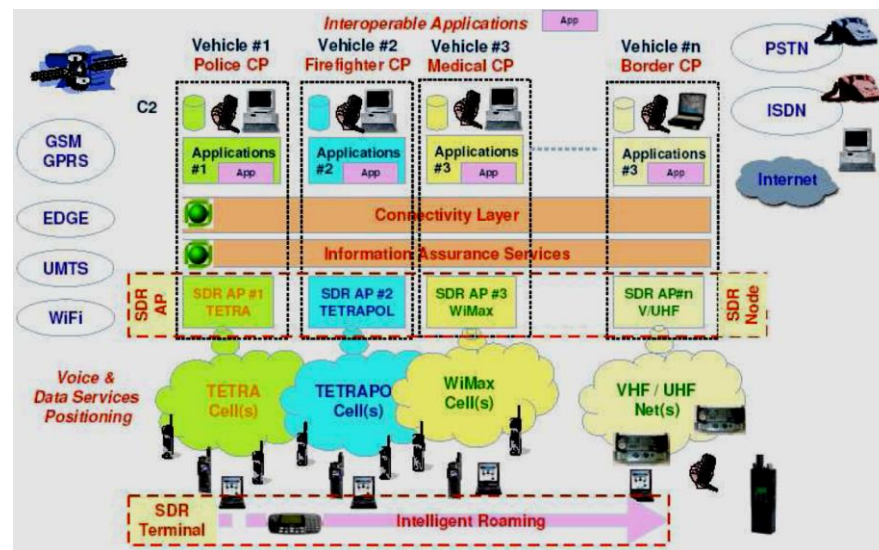 Interoperable Applications
App
Vehicle #1
Police CP
Vehicle #2
Firefighter CP
Vehicle #3
Medical CP
Vehicle #n
Border CP
PSTN
ISDN
Internet
C2
GSM
GPRS
EDGE
UMTS
WiFi
Applications
#1
App
Applications
#2
App
Applications
#3
App
Applications
#3
App
Connectivity Layer
Information Assurance Services
SDR
AP
SDR AP #1
TETRA
SDR AP #2
TETRAPOL
SDR AP #3
WiMax
SDR AP#n
V/UHF
SDR
Node
Voice &
Data Services
Positioning
TETRA
Cell(s)
TETRAPO
Cell(s)
WiMax
Cell(s)
VHF / UHF
Net(s)
SDR
Terminal
Intelligent Roaming